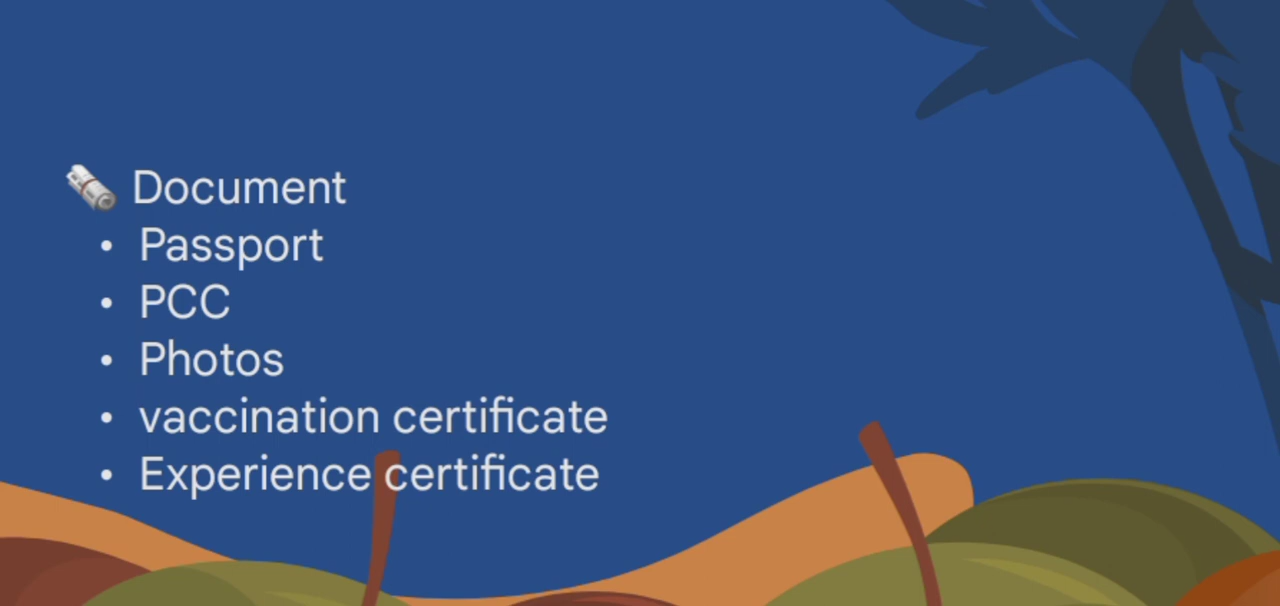 🗞️ Document
• Passport
• PCC
• Photos
• vaccination certificate
• Experience certificate